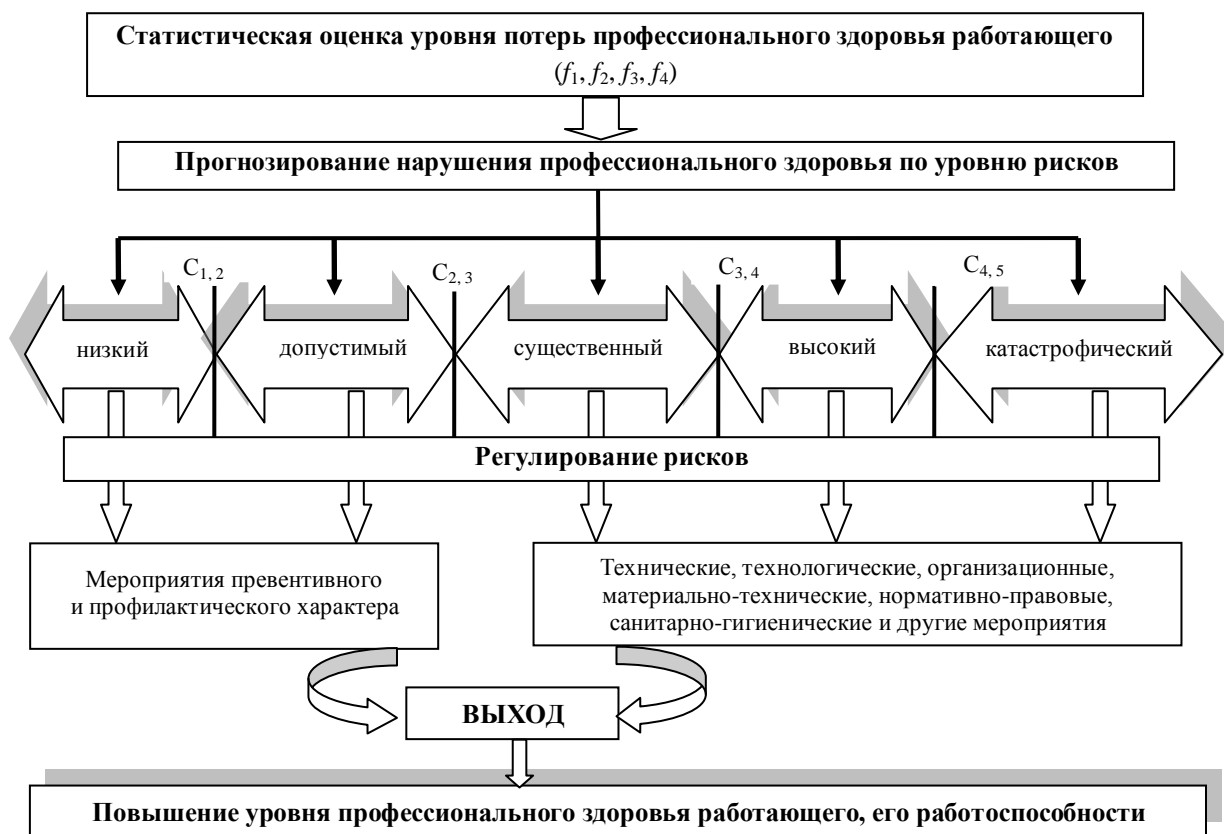 Статистическая оценка уровня потерь профессионального здоровья работающего
(f1, f2, f3, f4)
Прогнозирование нарушения профессионального здоровья по уровню рисков
C1, 2
C2, 3
C3, 4
C4, 5
низкий
допустимый
существенный
высокий
катастрофический
Регулирование рисков
Мероприятия превентивного
и профилактического характера
Технические, технологические, организационные,
материально-технические, нормативно-правовые,
санитарно-гигиенические и другие мероприятия
ВЫХОД
Повышение уровня профессионального здоровья работающего, его работоспособности